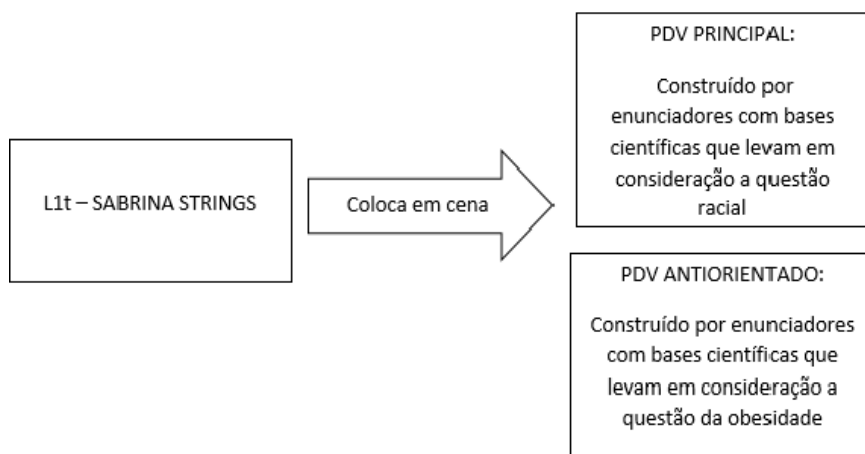 L1t – SABRINA STRINGS
Coloca em cena
PDV PRINCIPAL:
Construído por
enunciadores com bases
científicas que levam em
consideração a questão
racial
PDV ANTIORIENTADO:
Construído por enunciadores
com bases científicas que
levam em consideração a
questão da obesidade